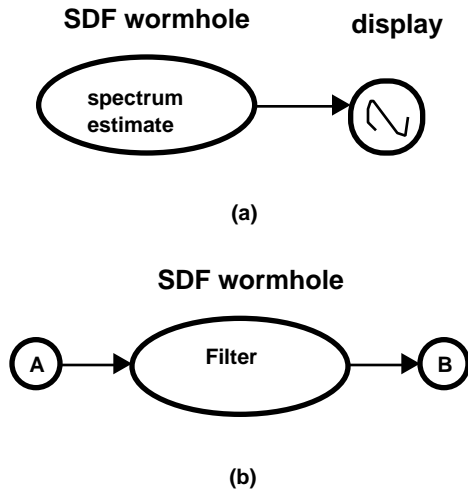 SDF wormhole display
spectrum
estimate
(a)
SDF wormhole
A Filter B
(b)